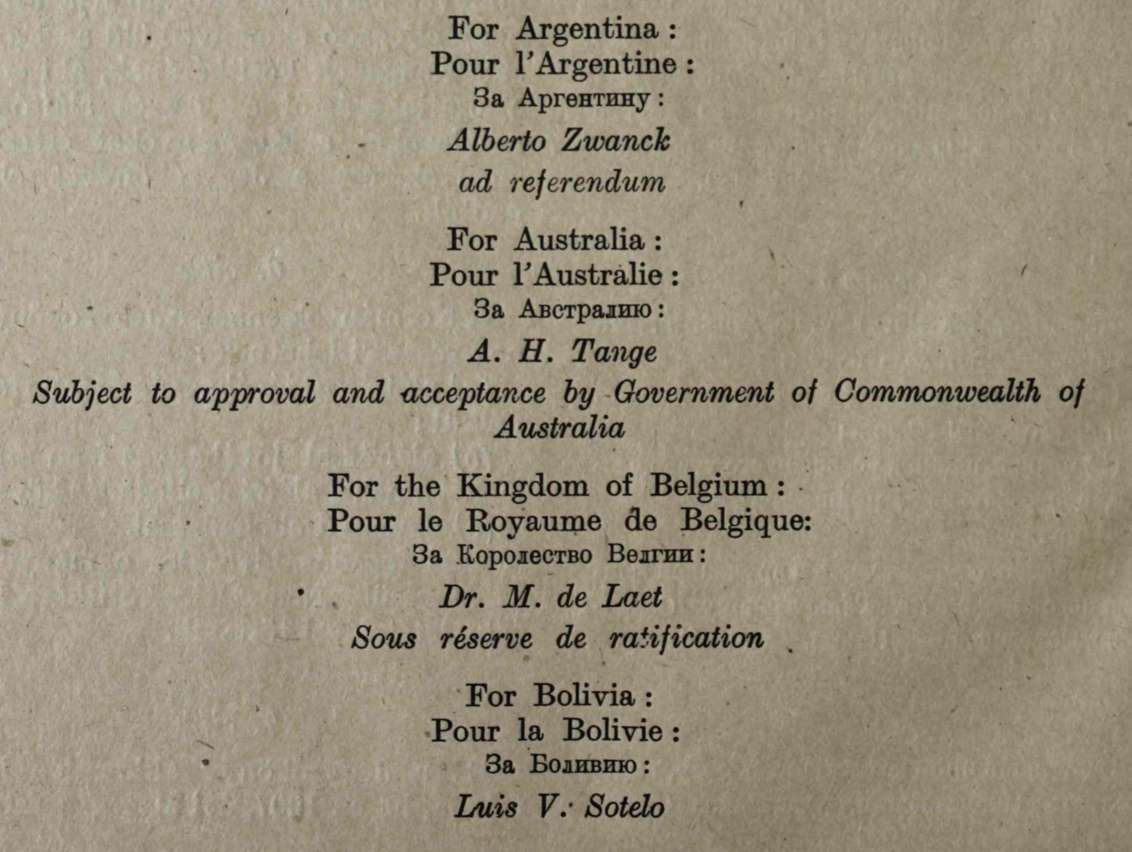 For Argentina :
Pour l'Argentine :
За Аргентину :
Alberto Zwanck
ad referendum
For Australia :
Pour l'Australie :
За Австралию :
A. H. Tange
Subject to approval and acceptance by Government of Commonwealth of
Australia
For the Kingdom of Belgium :
Pour le Royaume de Belgique:
За Королество Велгии :
Dr. M. de Laet
Sous réserve de ratification
For Bolivia :
Pour la Bolivie :
За Боливию :
Luis V. Sotelo